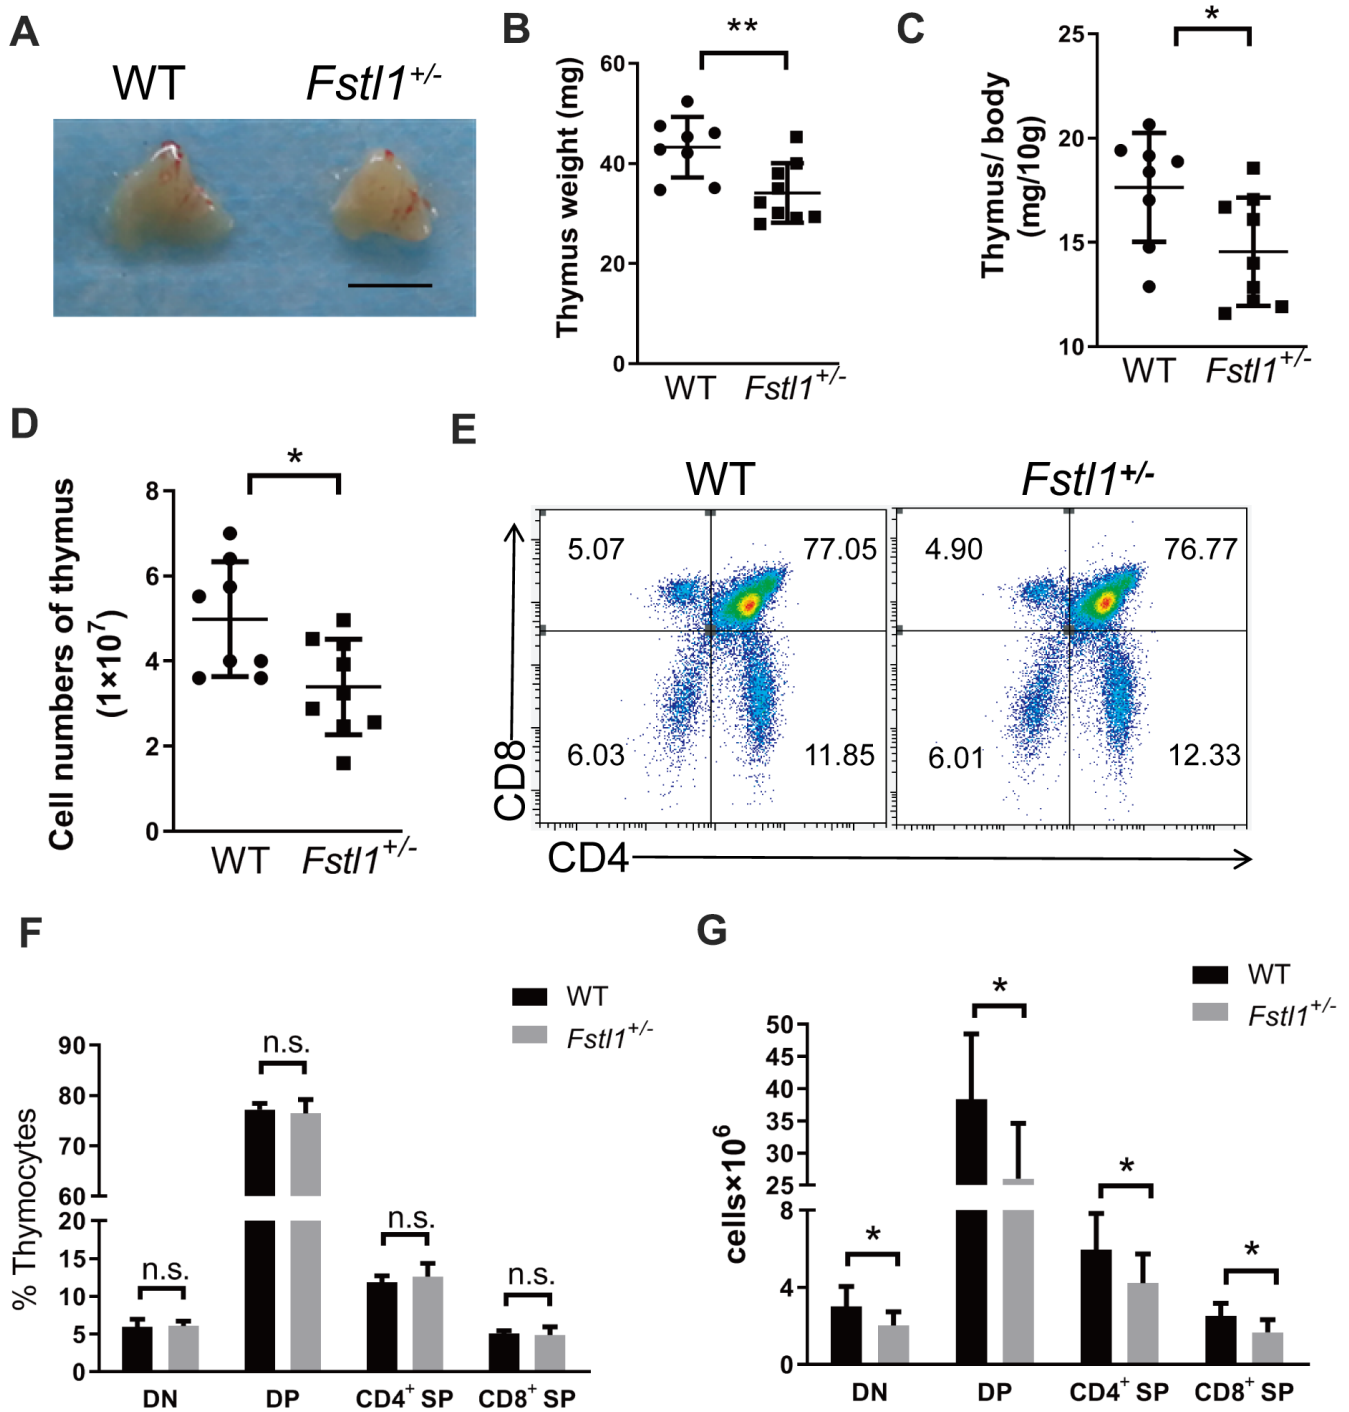 A
WT Fstl1+/-
B
**
Thymus weight (mg)
60
40
20
0
WT Fstl1+/-
C
*
Thymus/ body
(mg/10g)
25
20
15
10
WT Fstl1+/-
D
*
Cell numbers of thymus
(1×10⁷)
8
6
4
2
0
WT Fstl1+/-
E
WT Fstl1+/-
5.07 77.05 4.90 76.77
6.03 11.85 6.01 12.33
CD8
CD4
F
WT
Fstl1+/-
% Thymocytes
90
80
70
60
20
15
10
5
0
n.s.
n.s.
n.s.
n.s.
DN DP CD4+ SP CD8+ SP
G
WT
Fstl1+/-
cells×10⁶
50
45
40
35
30
25
8
4
0
*
*
*
*
DN DP CD4+ SP CD8+ SP